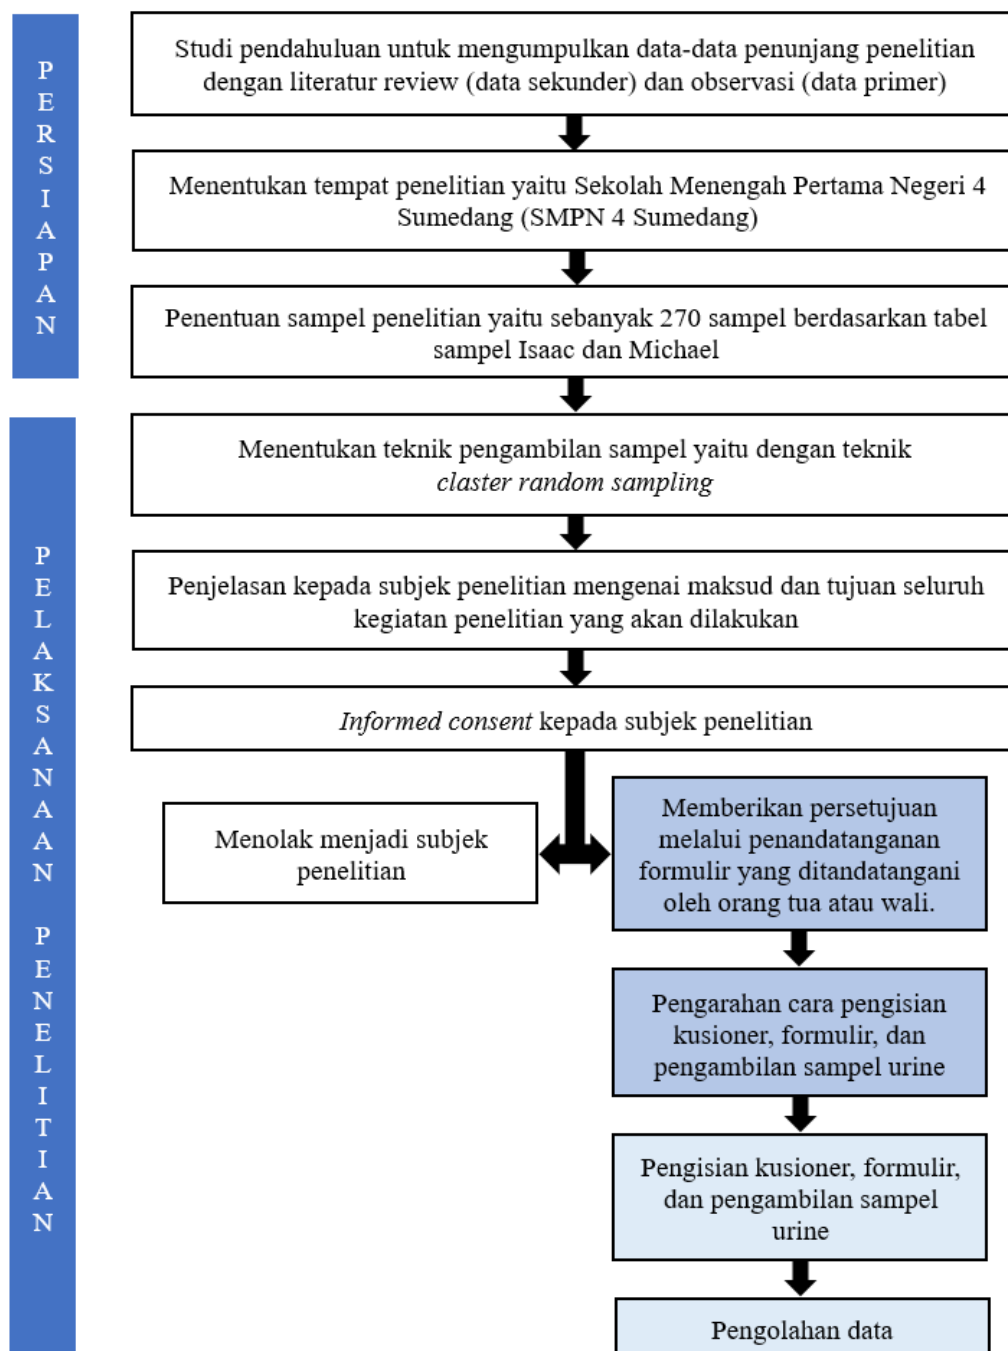 PERSIAPAN
Studi pendahuluan untuk mengumpulkan data-data penunjang penelitian
dengan literatur review (data sekunder) dan observasi (data primer)
Menentukan tempat penelitian yaitu Sekolah Menengah Pertama Negeri 4
Sumedang (SMPN 4 Sumedang)
Penentuan sampel penelitian yaitu sebanyak 270 sampel berdasarkan tabel
sampel Isaac dan Michael
PELAKSANAAN PENELITIAN
Menentukan teknik pengambilan sampel yaitu dengan teknik
claster random sampling
Penjelasan kepada subjek penelitian mengenai maksud dan tujuan seluruh
kegiatan penelitian yang akan dilakukan
Informed consent kepada subjek penelitian
Menolak menjadi subjek
penelitian
Memberikan persetujuan
melalui penandatanganan
formulir yang ditandatangani
oleh orang tua atau wali.
Pengarahan cara pengisian
kusioner, formulir, dan
pengambilan sampel urine
Pengisian kusioner, formulir,
dan pengambilan sampel
urine
Pengolahan data